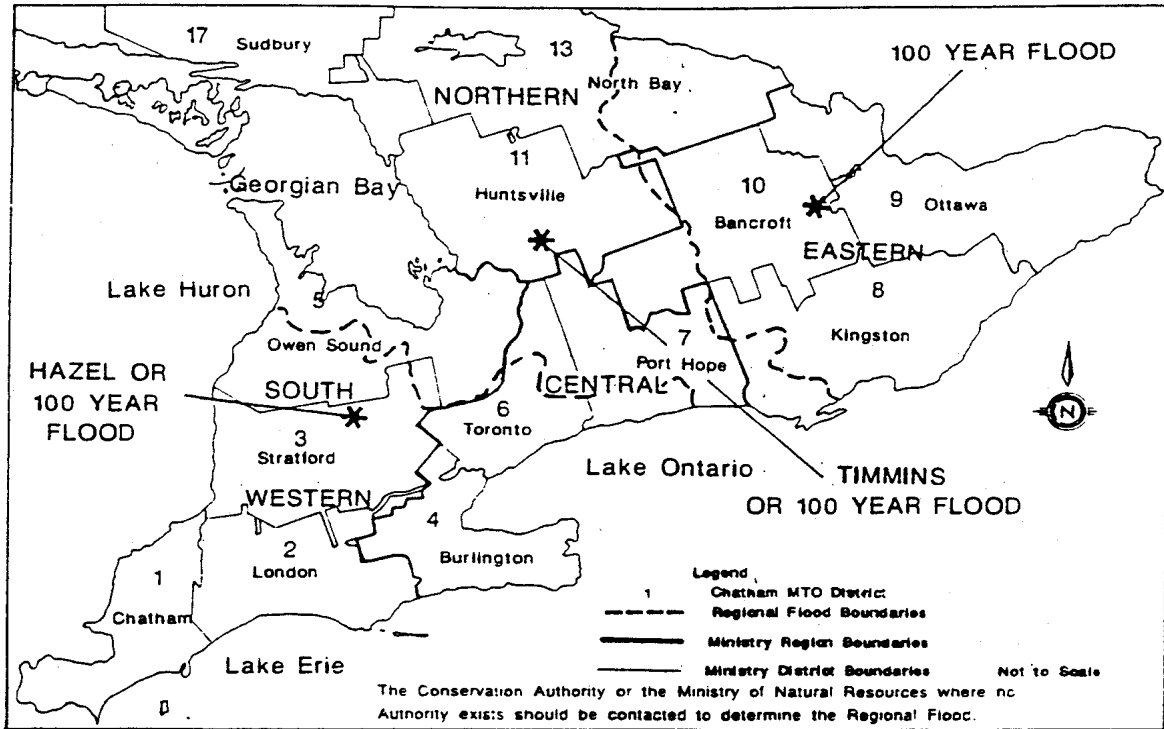 17
Sudbury
13
100 YEAR FLOOD
North Bay
NORTHERN
11
Georgian Bay
Huntsville
10
Bancroft
9
Ottawa
EASTERN
Lake Huron
5
8
Owen Sound
Kingston
7
Port Hope
HAZEL OR
100 YEAR
FLOOD
SOUTH
CENTRAL
6
Toronto
3
Stratford
N
Lake Ontario
TIMMINS
OR 100 YEAR FLOOD
WESTERN
4
Burlington
2
London
1
Chatham
Lake Erie
Legend
1 Chatham MTO District
Regional Flood Boundaries
Ministry Region Boundaries
Ministry District Boundaries Not to Scale
The Conservation Authority or the Ministry of Natural Resources where nc
Authority exists should be contacted to determine the Regional Flood.